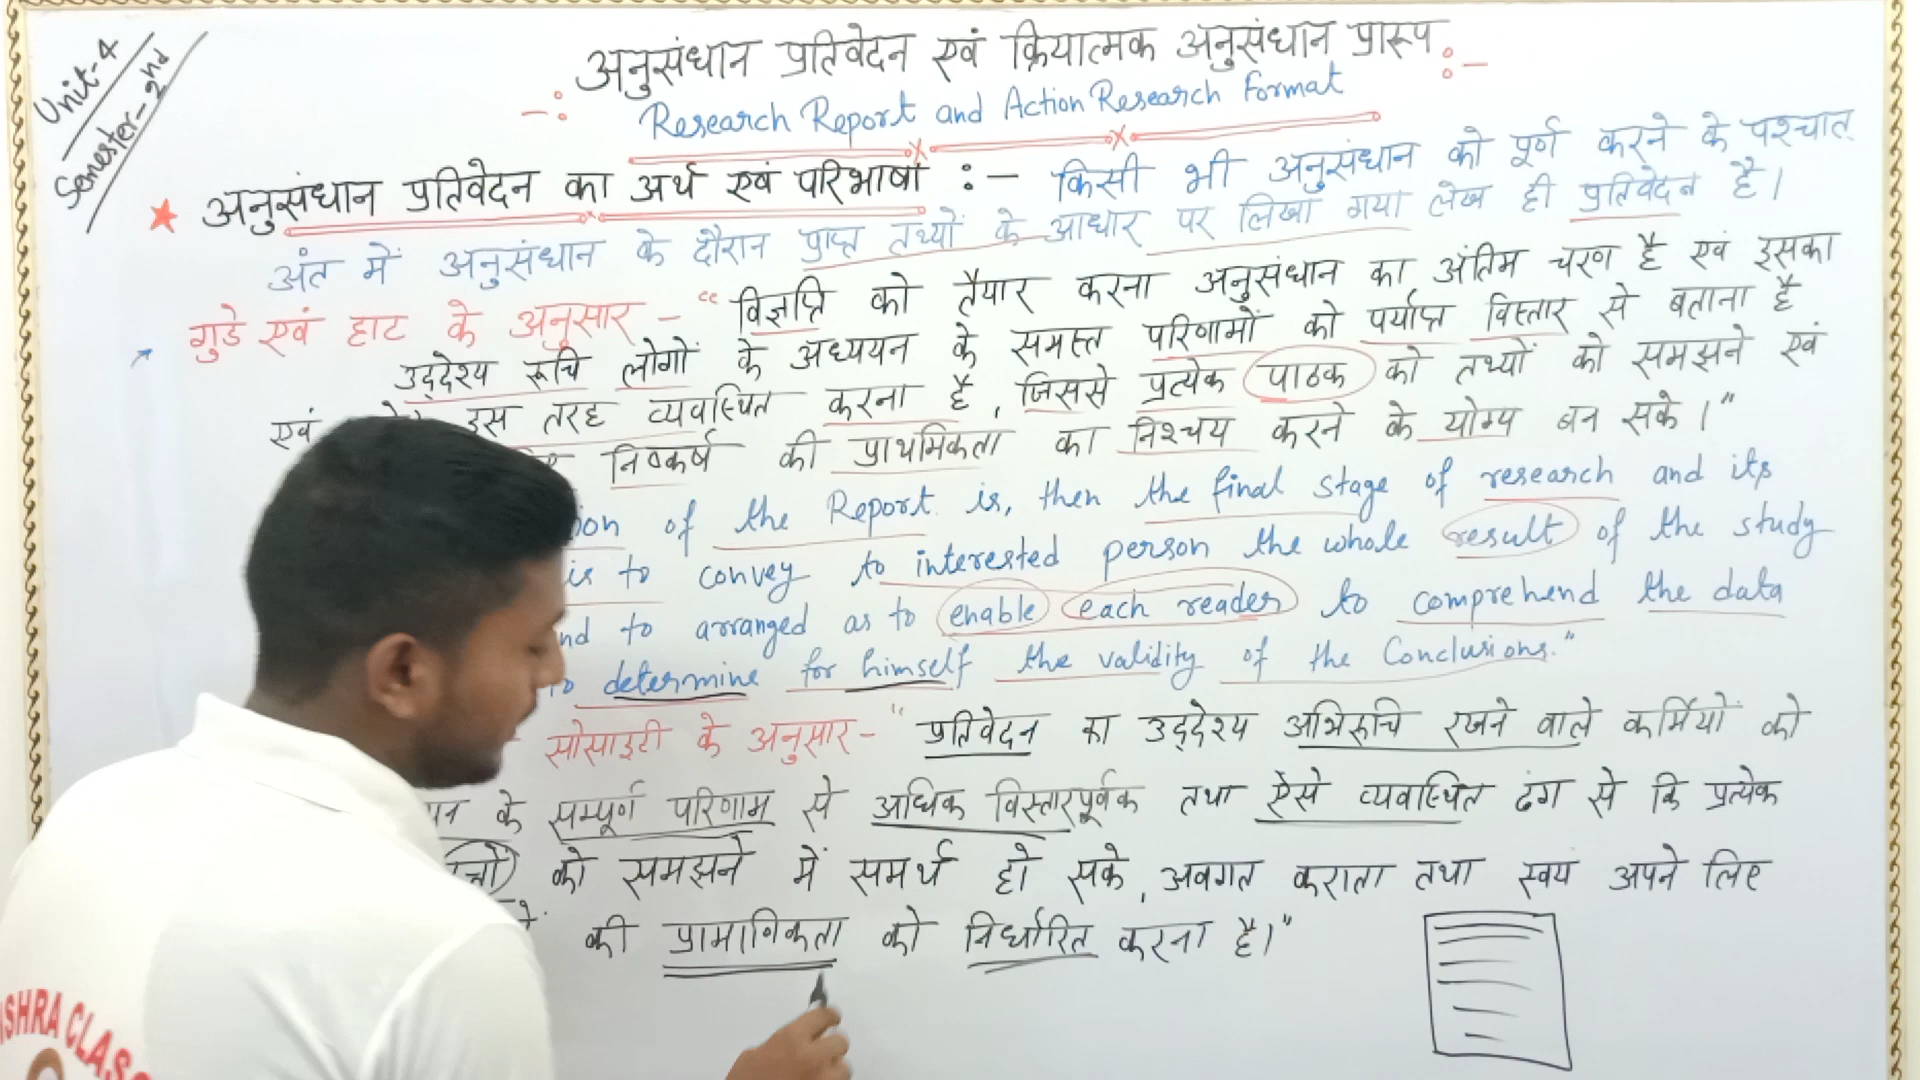 Unit-4
Semester-2nd
-: अनुसंधान प्रतिवेदन एवं क्रियात्मक अनुसंधान प्रारूप :-
Research Report and Action Research Format
★ अनुसंधान प्रतिवेदन का अर्थ एवं परिभाषा :- किसी भी अनुसंधान को पूर्ण करने के पश्चात
अंत में अनुसंधान के दौरान प्राप्त तथ्यों के आधार पर लिखा गया लेख ही प्रतिवेदन है।
गुडे एवं हाट के अनुसार - "विज्ञप्ति को तैयार करना अनुसंधान का अंतिम चरण है एवं इसका
उद्देश्य रूचि लोगों के अध्ययन के समस्त परिणामों को पर्याप्त विस्तार से बताना है
एवं इस तरह व्यवस्थित करना है, जिससे प्रत्येक पाठक को तथ्यों को समझने एवं
निष्कर्ष की प्राथमिकता का निश्चय करने के योग्य बन सके।"
ion of the Report is, then the final stage of research and its
is to convey to interested person the whole result of the study
nd to arranged as to enable each reader to comprehend the data
to determine for himself the validity of the Conclusions."
सोसाइटी के अनुसार - "प्रतिवेदन का उद्देश्य अभिरूचि रखने वाले कर्मियों को
के सम्पूर्ण परिणाम से अधिक विस्तारपूर्वक तथा ऐसे व्यवस्थित ढंग से कि प्रत्येक
को समझने में समर्थ हो सके, अवगत कराता तथा स्वयं अपने लिए
की प्रामाणिकता को निर्धारित करना है।"
SHRA CLAS